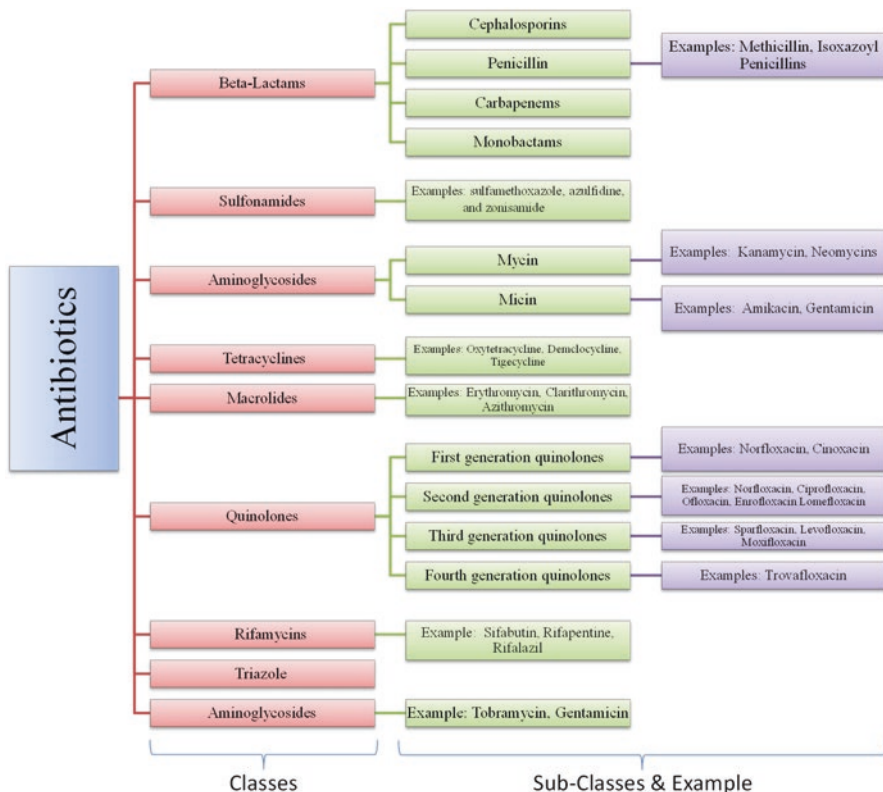 Antibiotics
Beta-Lactams
Cephalosporins
Penicillin
Examples: Methicillin, Isoxazoyl
Penicillins
Carbapenems
Monobactams
Sulfonamides
Examples: sulfamethoxazole, azulfidine,
and zonisamide
Aminoglycosides
Mycin
Examples: Kanamycin, Neomycins
Micin
Examples: Amikacin, Gentamicin
Tetracyclines
Examples: Oxytetracycline, Demclocycline,
Tigecycline
Macrolides
Examples: Erythromycin, Clarithromycin,
Azithromycin
Quinolones
First generation quinolones
Examples: Norfloxacin, Cinoxacin
Second generation quinolones
Examples: Norfloxacin, Ciprofloxacin,
Ofloxacin, Enrofloxacin Lomefloxacin
Third generation quinolones
Examples: Sparfloxacin, Levofloxacin,
Moxifloxacin
Fourth generation quinolones
Examples: Trovafloxacin
Rifamycins
Example: Sifabutin, Rifapentine,
Rifalazil
Triazole
Aminoglycosides
Example: Tobramycin, Gentamicin
Classes
Sub-Classes & Example